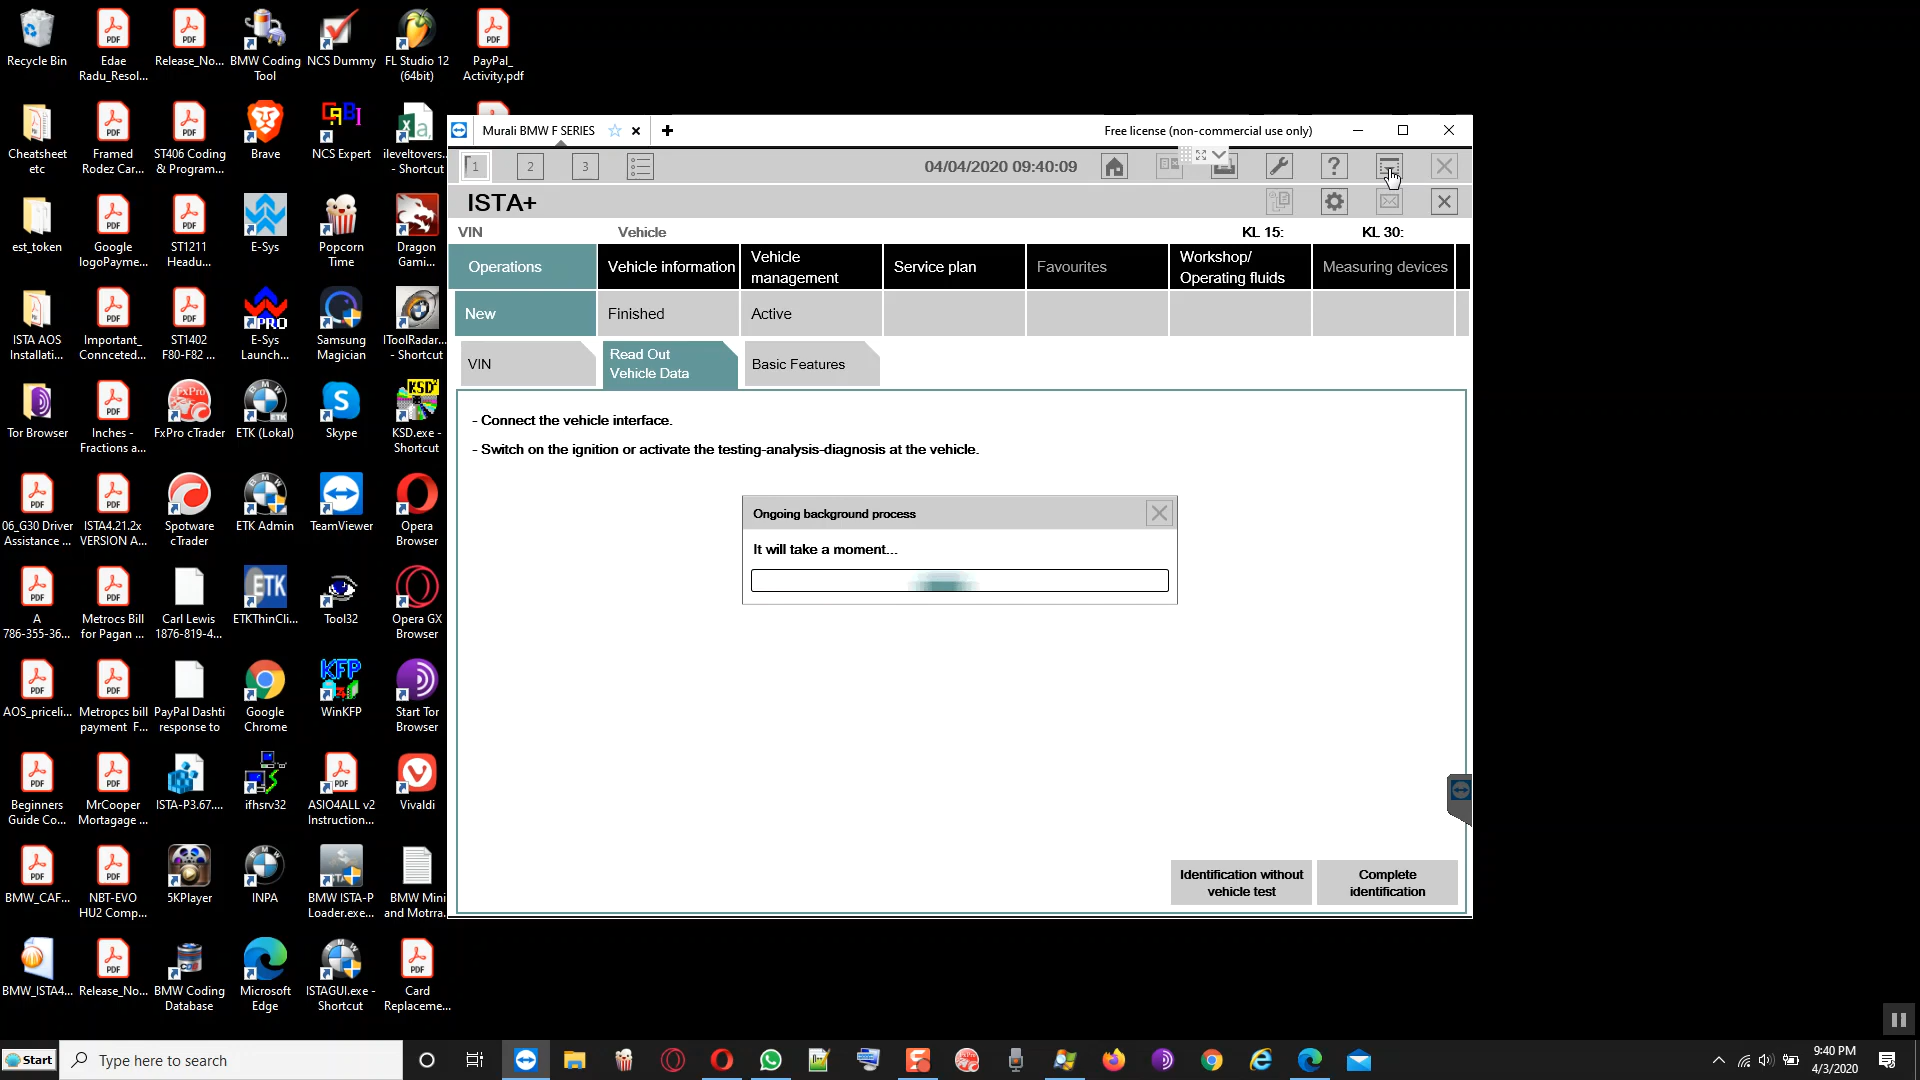 Recycle Bin
Edae
Radu_Resol...
Release_No...
BMW Coding
Tool
NCS Dummy
FL Studio 12
(64bit)
PayPal_
Activity.pdf
Cheatsheet
etc
Framed
Rodez Car...
ST406 Coding
& Program...
Brave
NCS Expert
ileveltovers...
- Shortcut
est_token
Google
logoPayme...
ST1211
Headu...
E-Sys
Popcorn
Time
Dragon
Gami...
ISTA AOS
Installati...
Important_
Connceted...
ST1402
F80-F82 ...
E-Sys
Launch...
Samsung
Magician
IToolRadar...
- Shortcut
Tor Browser
Inches -
Fractions a...
FxPro cTrader
ETK (Lokal)
Skype
KSD.exe -
Shortcut
06_G30 Driver
Assistance ...
ISTA4.21.2x
VERSION A...
Spotware
cTrader
ETK Admin
TeamViewer
Opera
Browser
A
786-355-36...
Metrocs Bill
for Pagan ...
Carl Lewis
1876-819-4...
ETKThinCli...
Tool32
Opera GX
Browser
AOS_priceli...
Metropcs bill
payment F...
PayPal Dashti
response to
Google
Chrome
WinKFP
Start Tor
Browser
Beginners
Guide Co...
MrCooper
Mortagage ...
ISTA-P3.67....
ifhsrv32
ASIO4ALL v2
Instruction...
Vivaldi
BMW_CAF...
NBT-EVO
HU2 Comp...
5KPlayer
INPA
BMW ISTA-P
Loader.exe...
BMW Mini
and Motrra...
BMW_ISTA4...
Release_No...
BMW Coding
Database
Microsoft
Edge
ISTAGUI.exe -
Shortcut
Card
Replaceme...
Murali BMW F SERIES
Free license (non-commercial use only)
1
2
3
04/04/2020 09:40:09
ISTA+
VIN
Vehicle
KL 15:
KL 30:
Operations
Vehicle information
Vehicle
management
Service plan
Favourites
Workshop/
Operating fluids
Measuring devices
New
Finished
Active
VIN
Read Out
Vehicle Data
Basic Features
- Connect the vehicle interface.
- Switch on the ignition or activate the testing-analysis-diagnosis at the vehicle.
Ongoing background process
It will take a moment...
Identification without
vehicle test
Complete
identification
Start
Type here to search
9:40 PM
4/3/2020